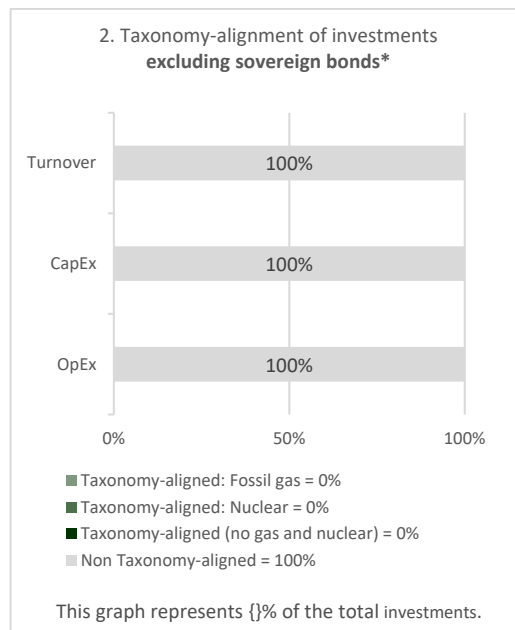 2. Taxonomy-alignment of investments
excluding sovereign bonds*
Turnover
100%
CapEx
100%
OpEx
100%
0%
50%
100%
Taxonomy-aligned: Fossil gas = 0%
Taxonomy-aligned: Nuclear = 0%
Taxonomy-aligned (no gas and nuclear) = 0%
Non Taxonomy-aligned = 100%
This graph represents {}% of the total investments.